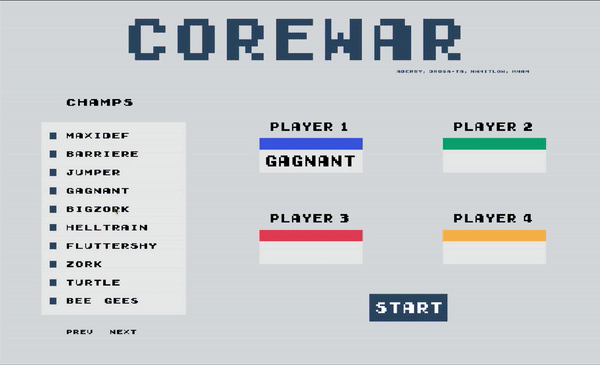 COREWAR
CHAMPS
MAXIDEF
BARRIERE
JUMPER
GAGNANT
BIGZORK
HELLTRAIN
FLUTTERSHY
ZORK
TURTLE
BEE GEES
PREV NEXT
PLAYER 1
GAGNANT
PLAYER 2
PLAYER 3
PLAYER 4
START